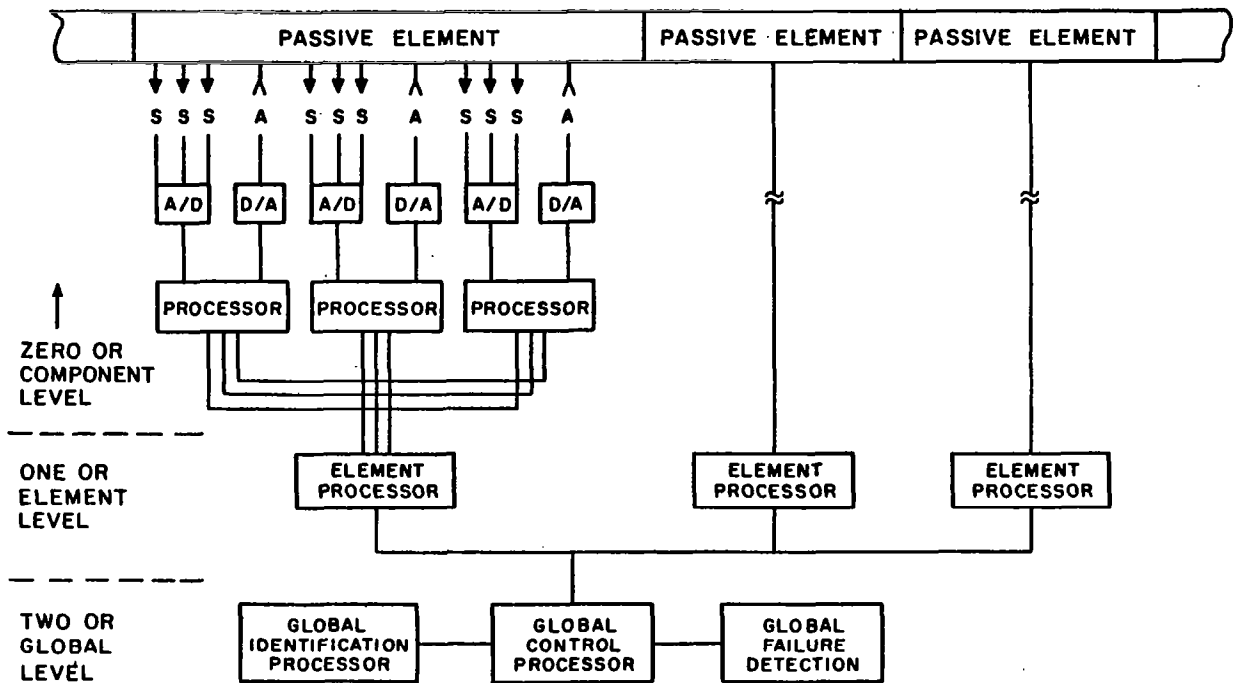 PASSIVE ELEMENT
PASSIVE ELEMENT
PASSIVE ELEMENT
S S S A S S S A S S S A
A/D D/A A/D D/A A/D D/A
PROCESSOR
PROCESSOR
PROCESSOR
ZERO OR
COMPONENT
LEVEL
ONE OR
ELEMENT
LEVEL
ELEMENT
PROCESSOR
ELEMENT
PROCESSOR
ELEMENT
PROCESSOR
TWO OR
GLOBAL
LEVEL
GLOBAL
IDENTIFICATION
PROCESSOR
GLOBAL
CONTROL
PROCESSOR
GLOBAL
FAILURE
DETECTION